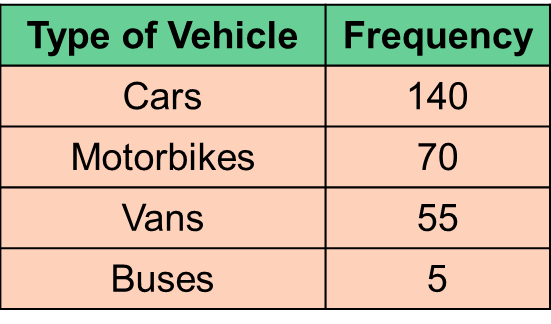 Type of Vehicle Frequency
Cars 140
Motorbikes 70
Vans 55
Buses 5